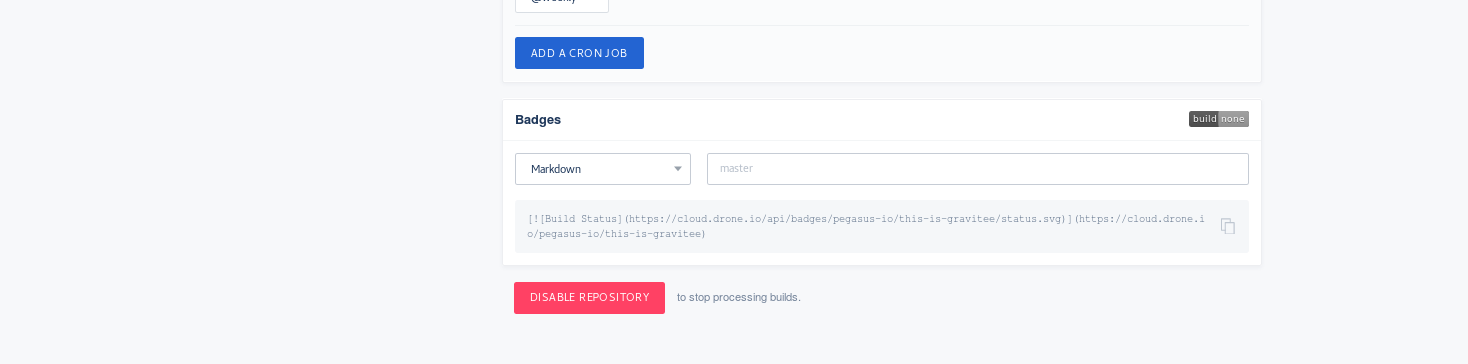 @weekly
ADD A CRON JOB
Badges
build none
Markdown
master
[![Build Status](https://cloud.drone.io/api/badges/pegasus-io/this-is-gravitee/status.svg)](https://cloud.drone.i
o/pegasus-io/this-is-gravitee)
DISABLE REPOSITORY to stop processing builds.